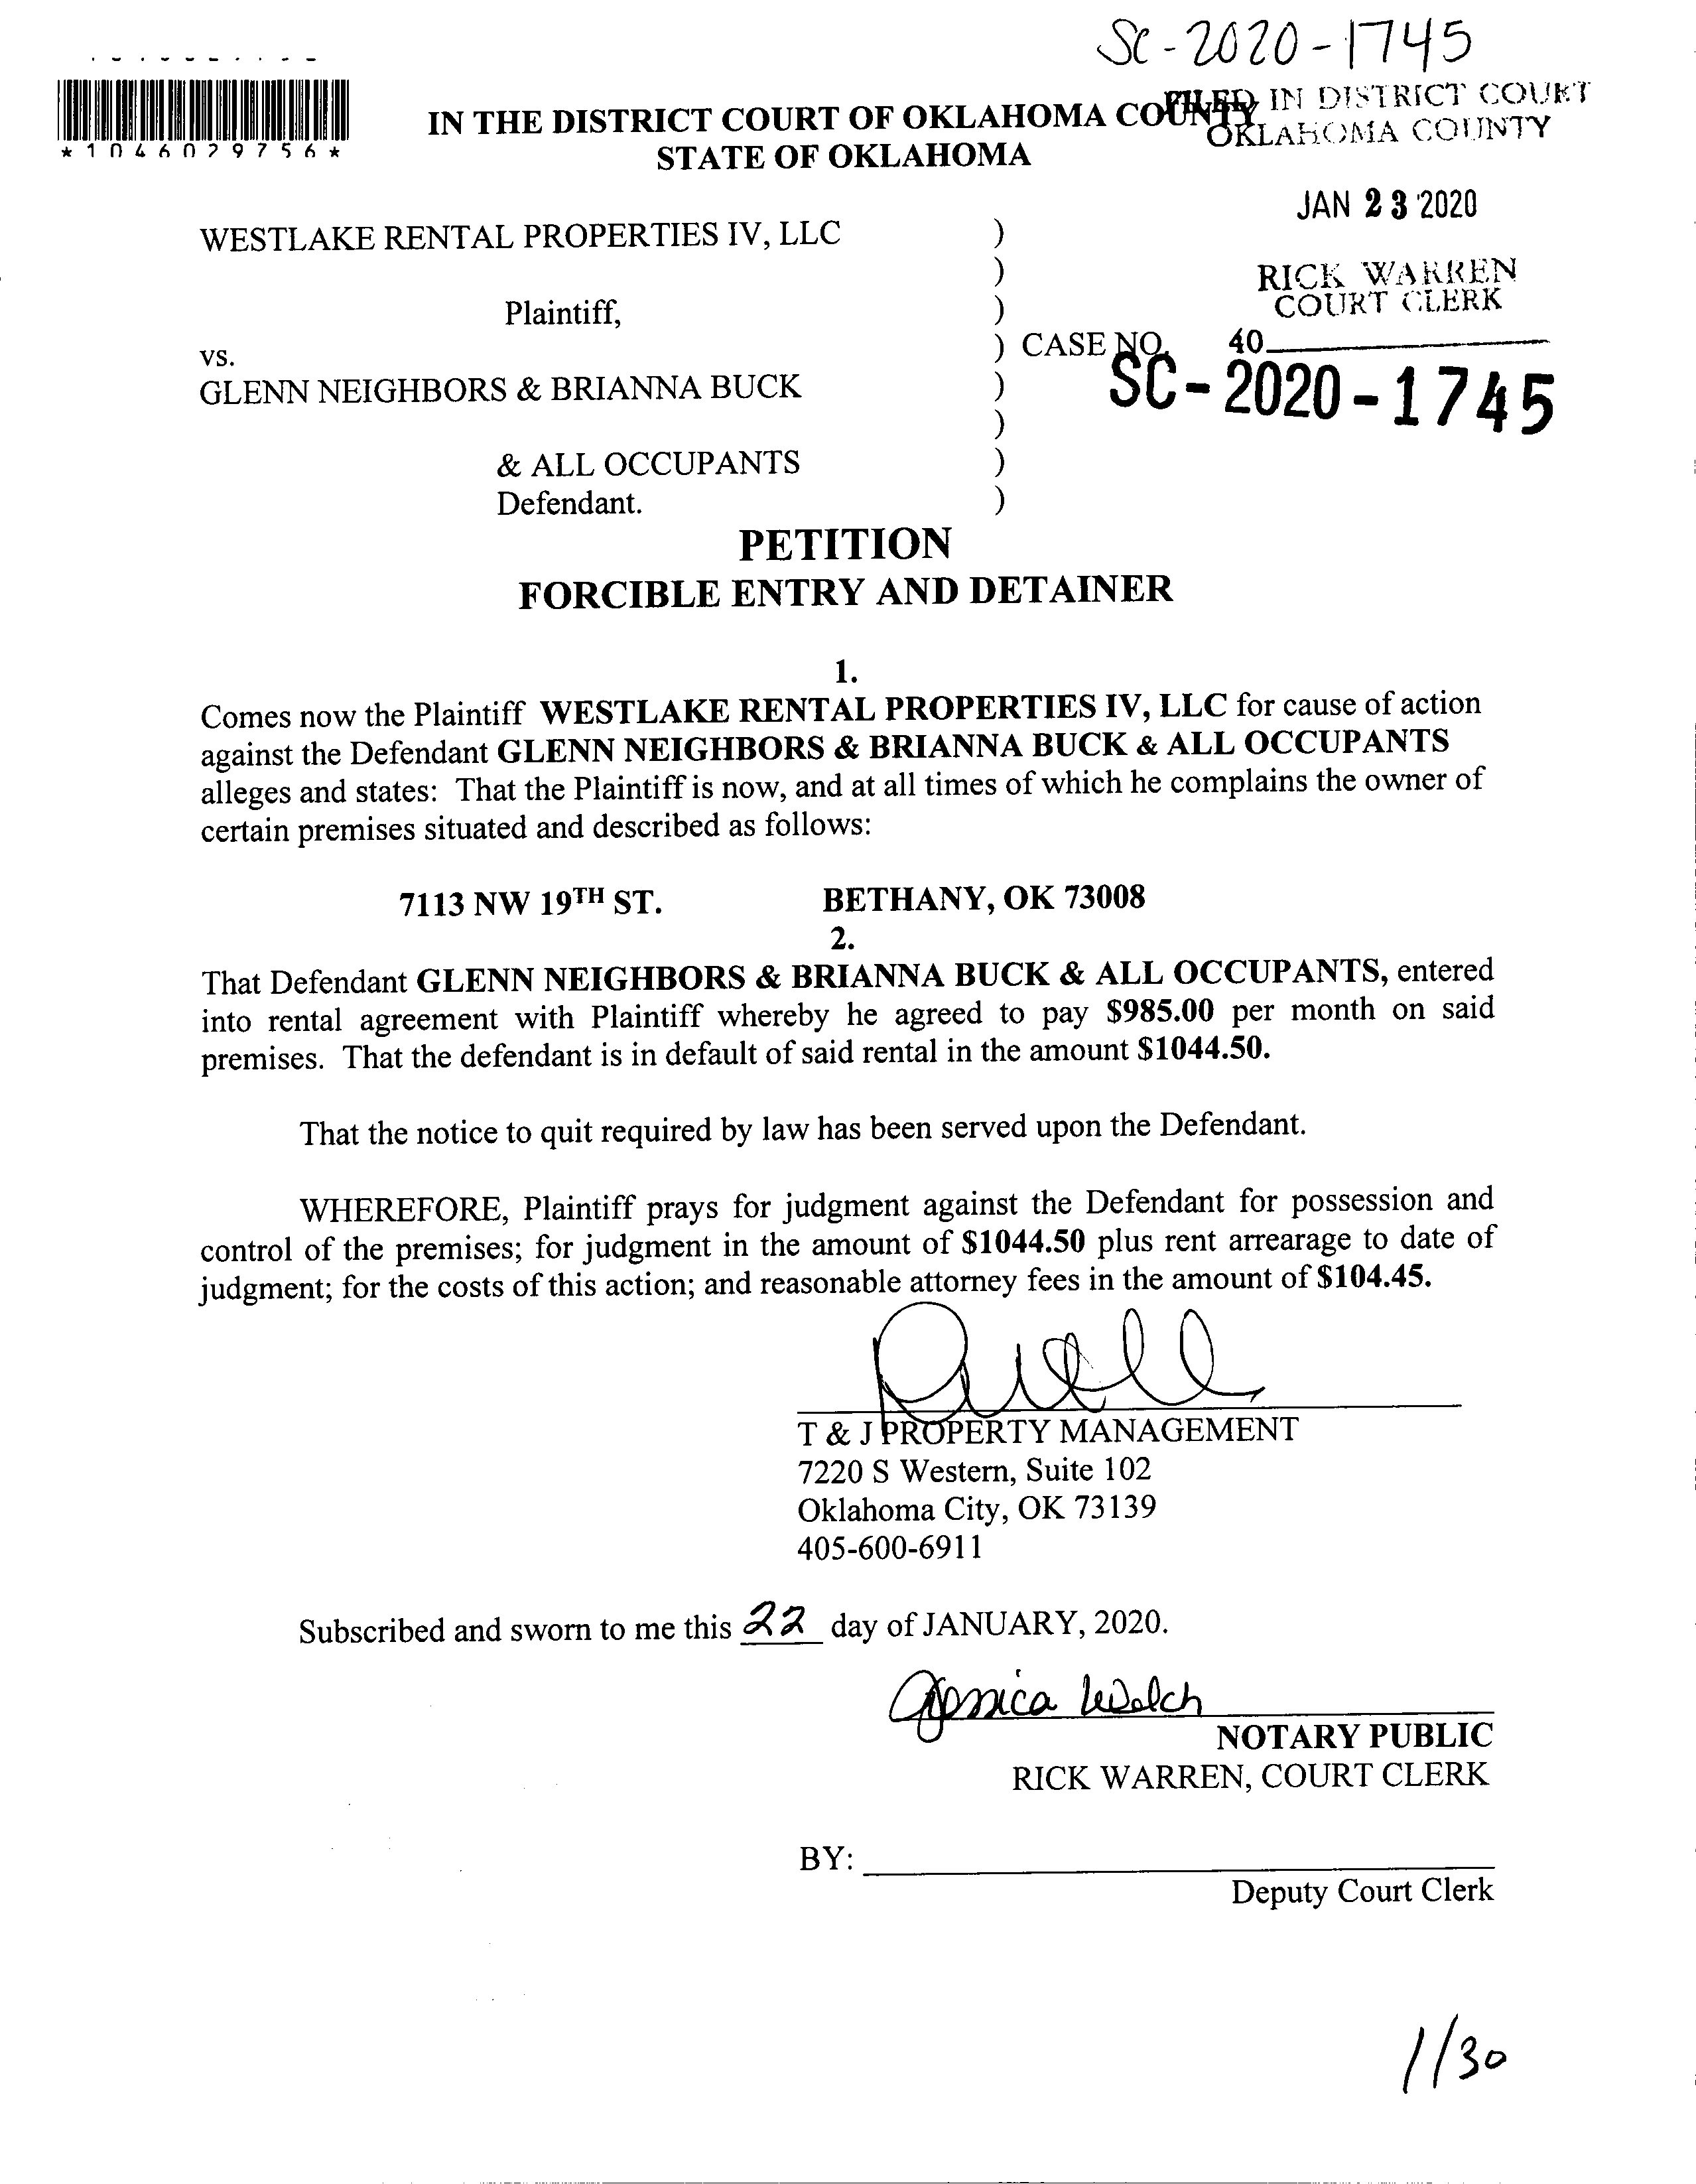 SC-2020-1745
*1046029756*
IN THE DISTRICT COURT OF OKLAHOMA COUNTY
STATE OF OKLAHOMA
FILED IN DISTRICT COURT
OKLAHOMA COUNTY
JAN 23 2020
RICK WARREN
COURT CLERK
40
WESTLAKE RENTAL PROPERTIES IV, LLC )
)
Plaintiff, )
vs. ) CASE NO.
SC-2020-1745
GLENN NEIGHBORS & BRIANNA BUCK )
)
& ALL OCCUPANTS )
Defendant. )
PETITION
FORCIBLE ENTRY AND DETAINER
1.
Comes now the Plaintiff WESTLAKE RENTAL PROPERTIES IV, LLC for cause of action
against the Defendant GLENN NEIGHBORS & BRIANNA BUCK & ALL OCCUPANTS
alleges and states: That the Plaintiff is now, and at all times of which he complains the owner of
certain premises situated and described as follows:
7113 NW 19TH ST. BETHANY, OK 73008
2.
That Defendant GLENN NEIGHBORS & BRIANNA BUCK & ALL OCCUPANTS, entered
into rental agreement with Plaintiff whereby he agreed to pay $985.00 per month on said
premises. That the defendant is in default of said rental in the amount $1044.50.
That the notice to quit required by law has been served upon the Defendant.
WHEREFORE, Plaintiff prays for judgment against the Defendant for possession and
control of the premises; for judgment in the amount of $1044.50 plus rent arrearage to date of
judgment; for the costs of this action; and reasonable attorney fees in the amount of $104.45.
T & J PROPERTY MANAGEMENT
7220 S Western, Suite 102
Oklahoma City, OK 73139
405-600-6911
Subscribed and sworn to me this 22 day of JANUARY, 2020.
Jessica Welch
NOTARY PUBLIC
RICK WARREN, COURT CLERK
BY:
Deputy Court Clerk
1/30